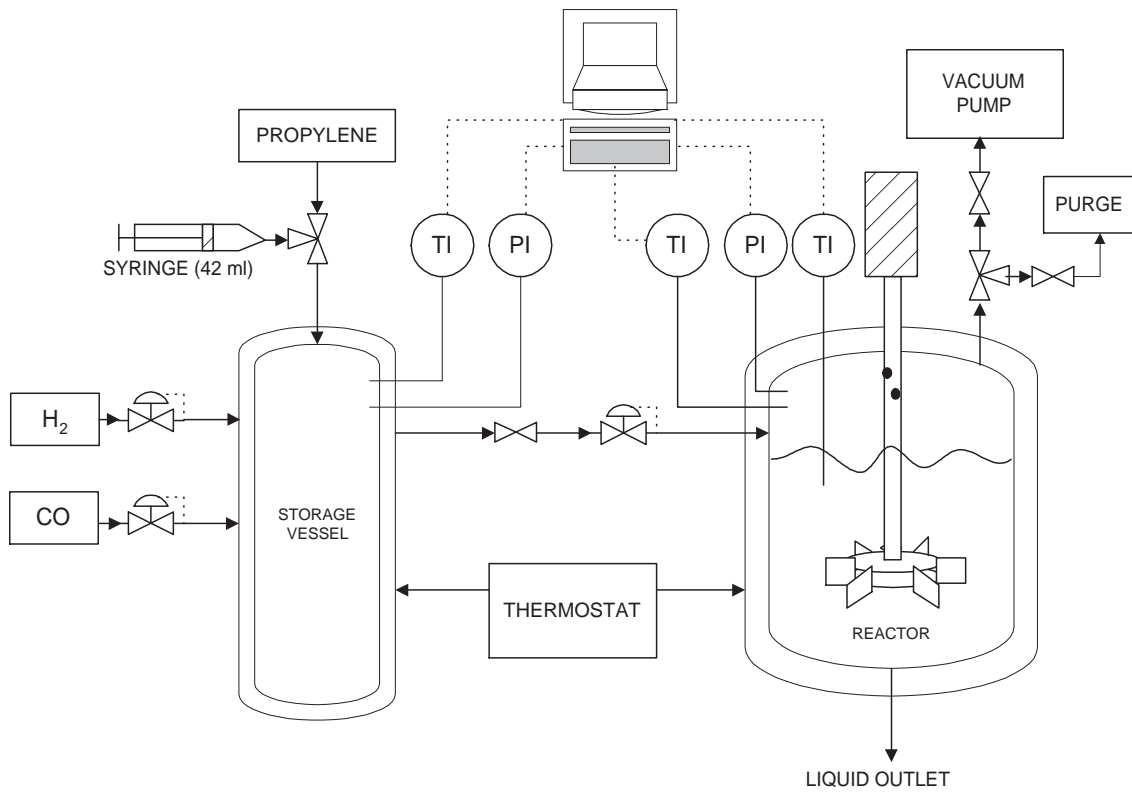 VACUUM
PUMP
PROPYLENE
PURGE
TI
PI
TI
PI
TI
SYRINGE (42 ml)
H₂
CO
STORAGE
VESSEL
THERMOSTAT
REACTOR
LIQUID OUTLET